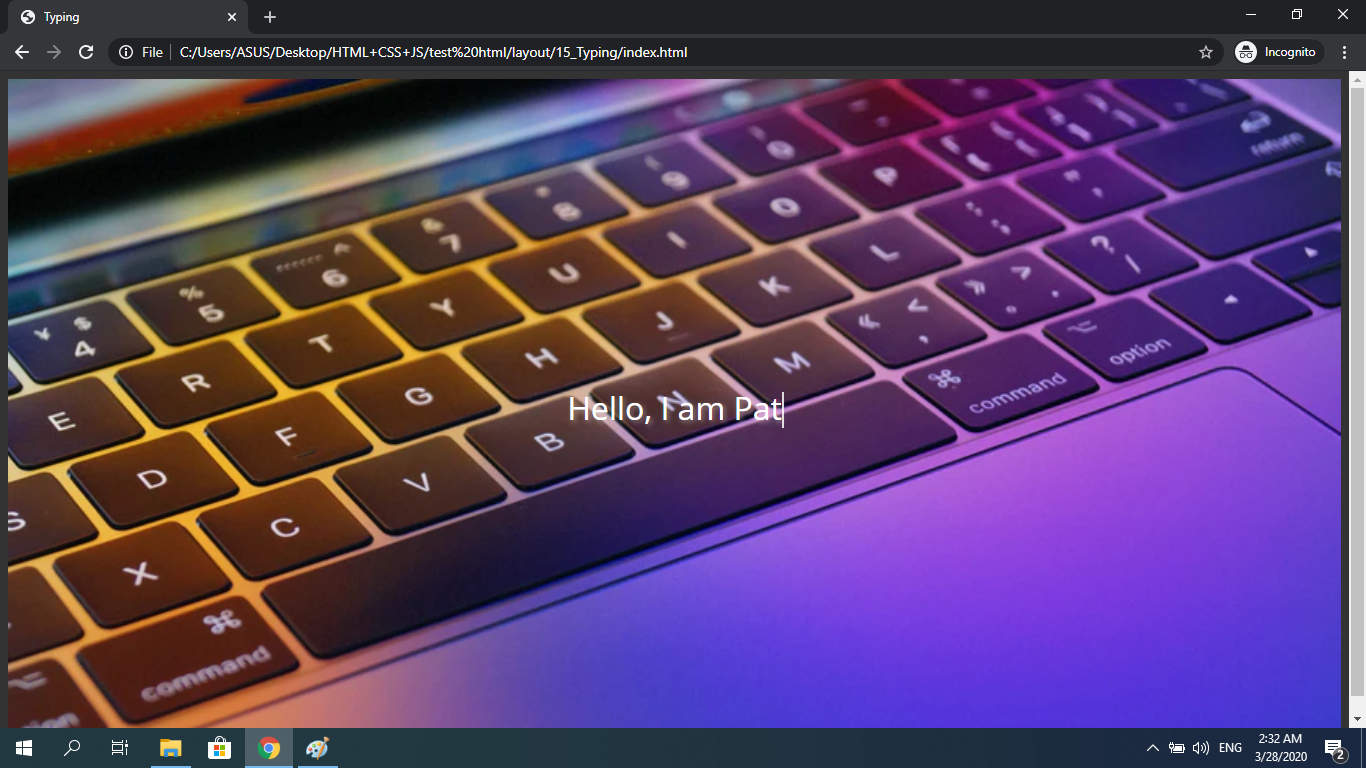 Typing
File
C:/Users/ASUS/Desktop/HTML+CSS+JS/test%20html/layout/15_Typing/index.html
Incognito
return
¥ $ 4
% 5
^ 6
& 7
* 8
( 9
) 0
E R T Y U I O P
S D F G H J K L
X C V B N M
« < ,
» > .
? /
option
command
Hello, I am Pat
command
ENG
2:32 AM
3/28/2020
2